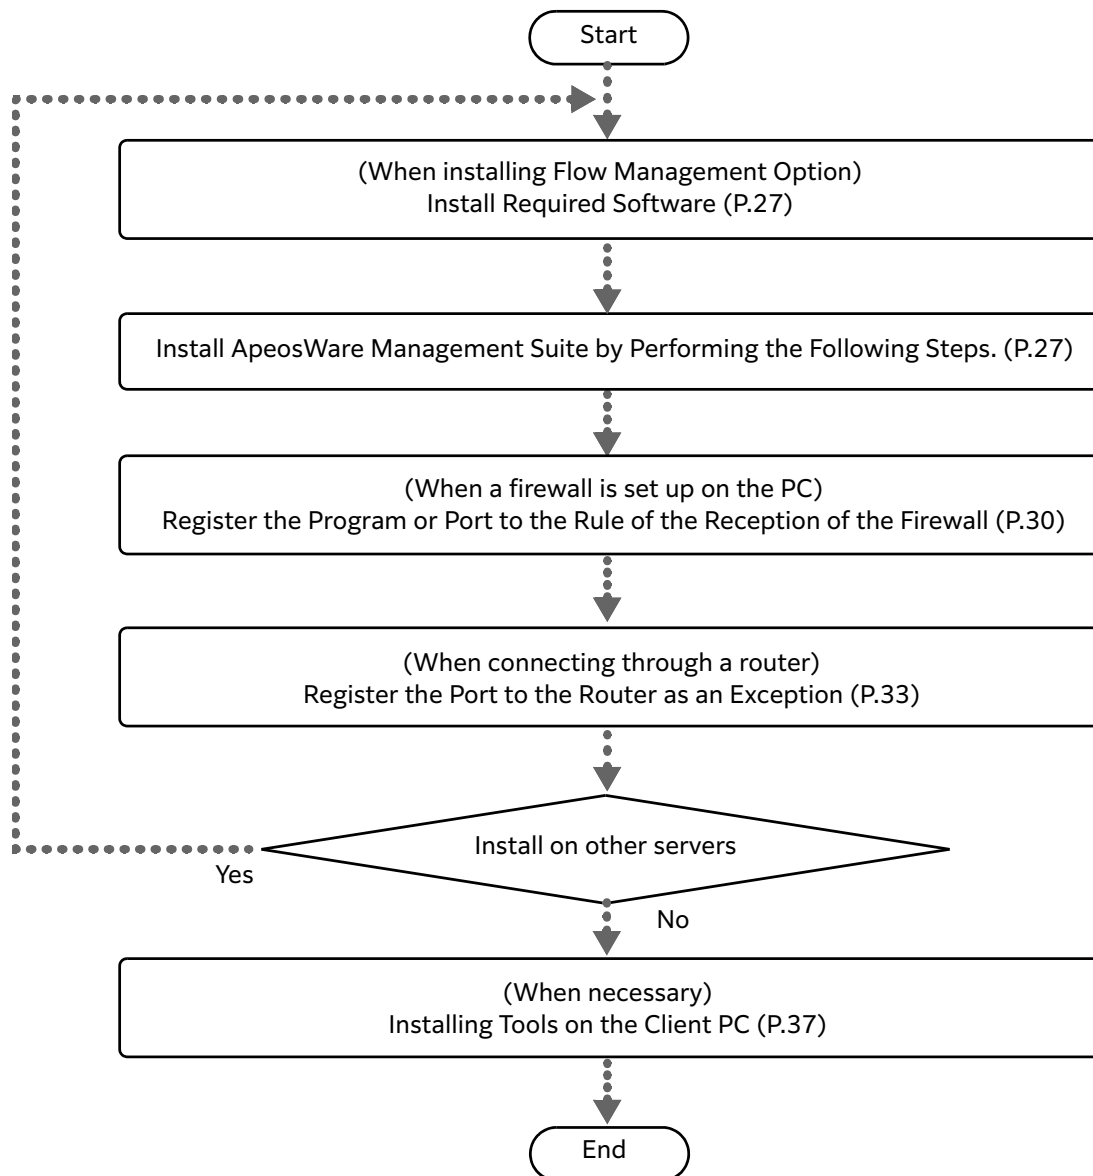 Start
(When installing Flow Management Option)
Install Required Software (P.27)
Install ApeosWare Management Suite by Performing the Following Steps. (P.27)
(When a firewall is set up on the PC)
Register the Program or Port to the Rule of the Reception of the Firewall (P.30)
(When connecting through a router)
Register the Port to the Router as an Exception (P.33)
Install on other servers
Yes
No
(When necessary)
Installing Tools on the Client PC (P.37)
End